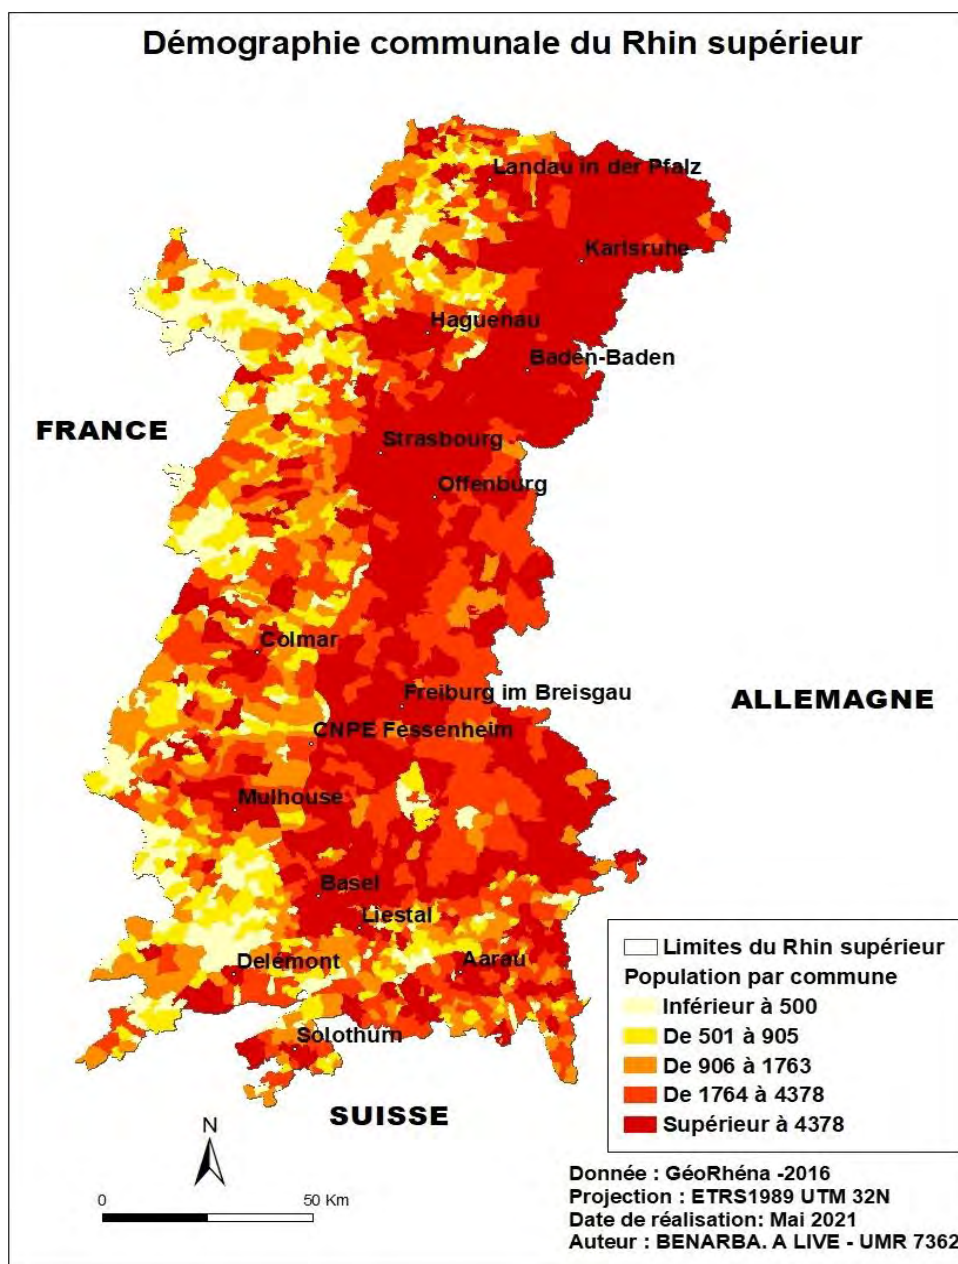 Démographie communale du Rhin supérieur
Landau in der Pfalz
Karlsruhe
Haguenau
Baden-Baden
FRANCE
Strasbourg
Offenburg
Colmar
Freiburg im Breisgau
ALLEMAGNE
CNPE Fessenheim
Mulhouse
Basel
Liestal
Delémont
Aarau
Solothurn
SUISSE
Limites du Rhin supérieur
Population par commune
Inférieur à 500
De 501 à 905
De 906 à 1763
De 1764 à 4378
Supérieur à 4378
N
0 50 Km
Donnée : GéoRhéna -2016
Projection : ETRS1989 UTM 32N
Date de réalisation: Mai 2021
Auteur : BENARBA. A LIVE - UMR 7362